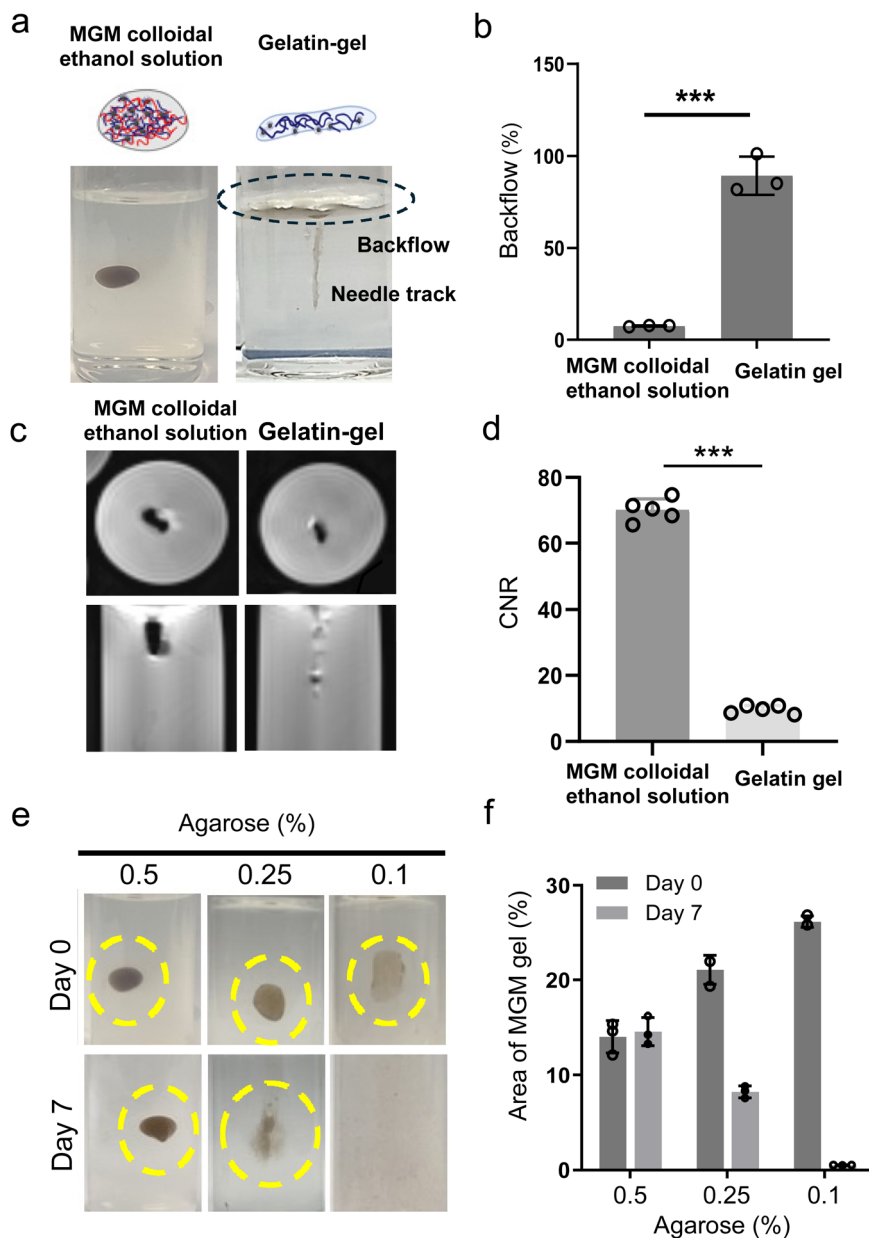 a
MGM colloidal
ethanol solution
Gelatin-gel
Backflow
Needle track
b
Backflow (%)
150
100
50
0
***
MGM colloidal
ethanol solution
Gelatin gel
c
MGM colloidal
ethanol solution
Gelatin-gel
d
CNR
80
60
40
20
0
***
MGM colloidal
ethanol solution
Gelatin gel
e
Agarose (%)
0.5 0.25 0.1
Day 0
Day 7
f
Day 0
Day 7
Area of MGM gel (%)
30
20
10
0
0.5 0.25 0.1
Agarose (%)